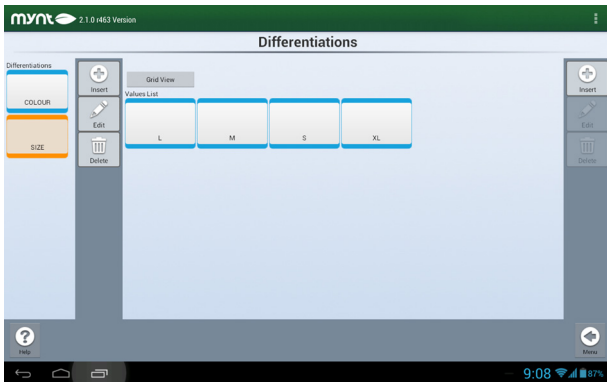 mynt 2.1.0 r463 Version
Differentiations
Differentiations
COLOUR
SIZE
Insert
Edit
Delete
Grid View
Values List
L M S XL
Insert
Edit
Delete
Help
Menu
9:08 87%